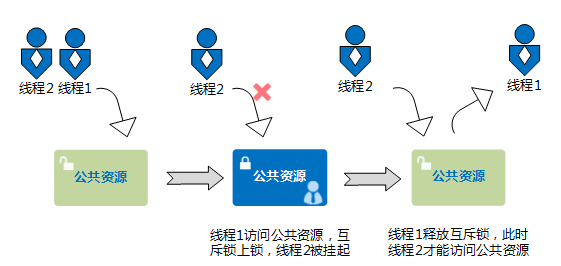 线程2 线程1
线程2
线程2
线程1
公共资源
公共资源
公共资源
线程1访问公共资源，互
斥锁上锁，线程2被挂起
线程1释放互斥锁，此时
线程2才能访问公共资源